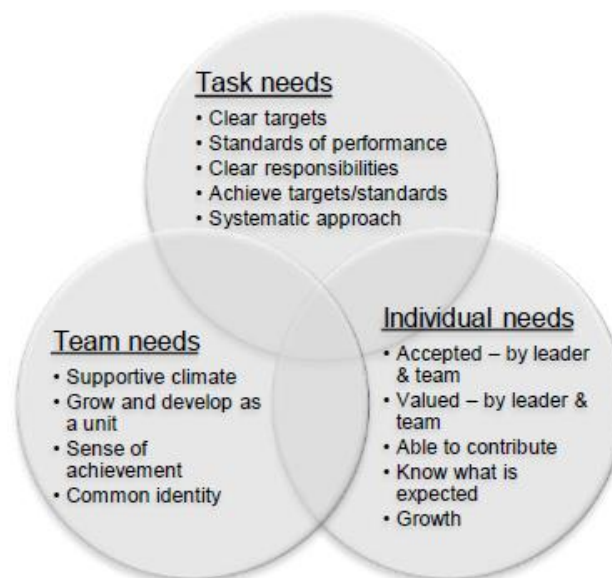 Task needs
• Clear targets
• Standards of performance
• Clear responsibilities
• Achieve targets/standards
• Systematic approach
Team needs
• Supportive climate
• Grow and develop as
a unit
• Sense of
achievement
• Common identity
Individual needs
• Accepted – by leader
& team
• Valued – by leader &
team
• Able to contribute
• Know what is
expected
• Growth